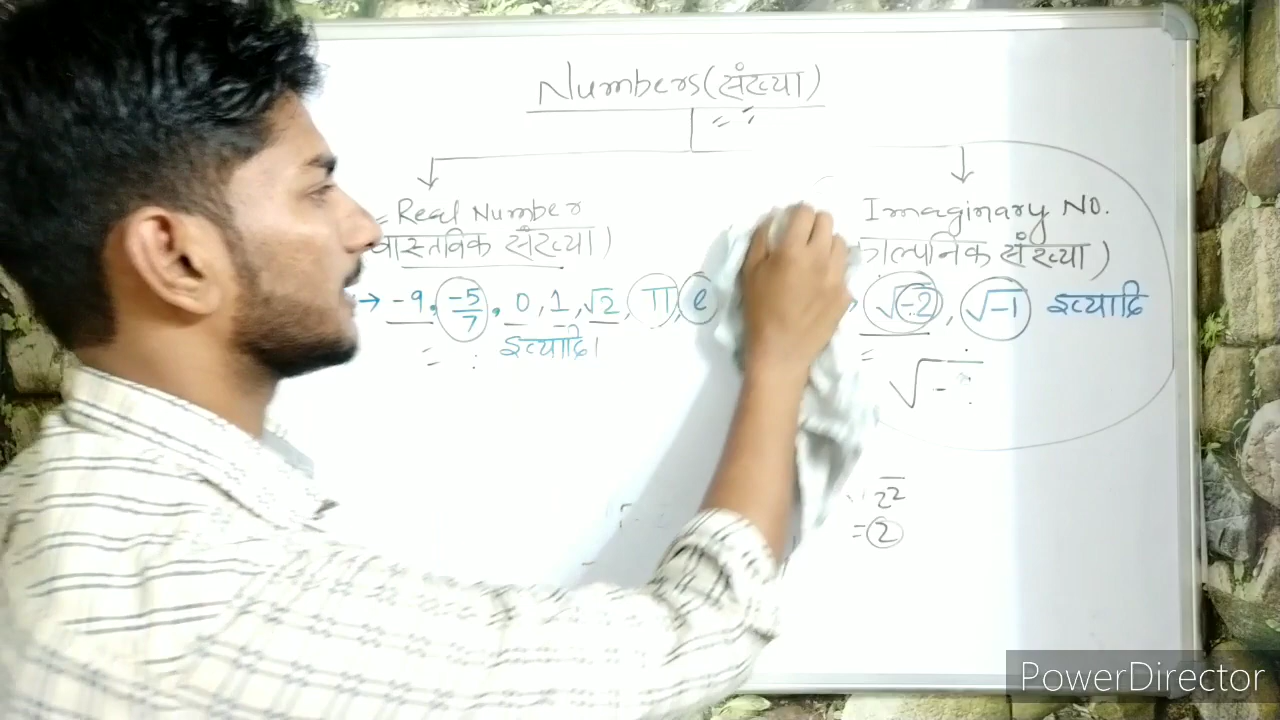 Numbers(संख्या)
Real Number
वास्तविक संख्या)
Imaginary No.
काल्पनिक संख्या)
→ -9, -5/7, 0, 1, √2, π, e
√-2, √-1 इत्यादि
इत्यादि।
√-
2²
=2
PowerDirector